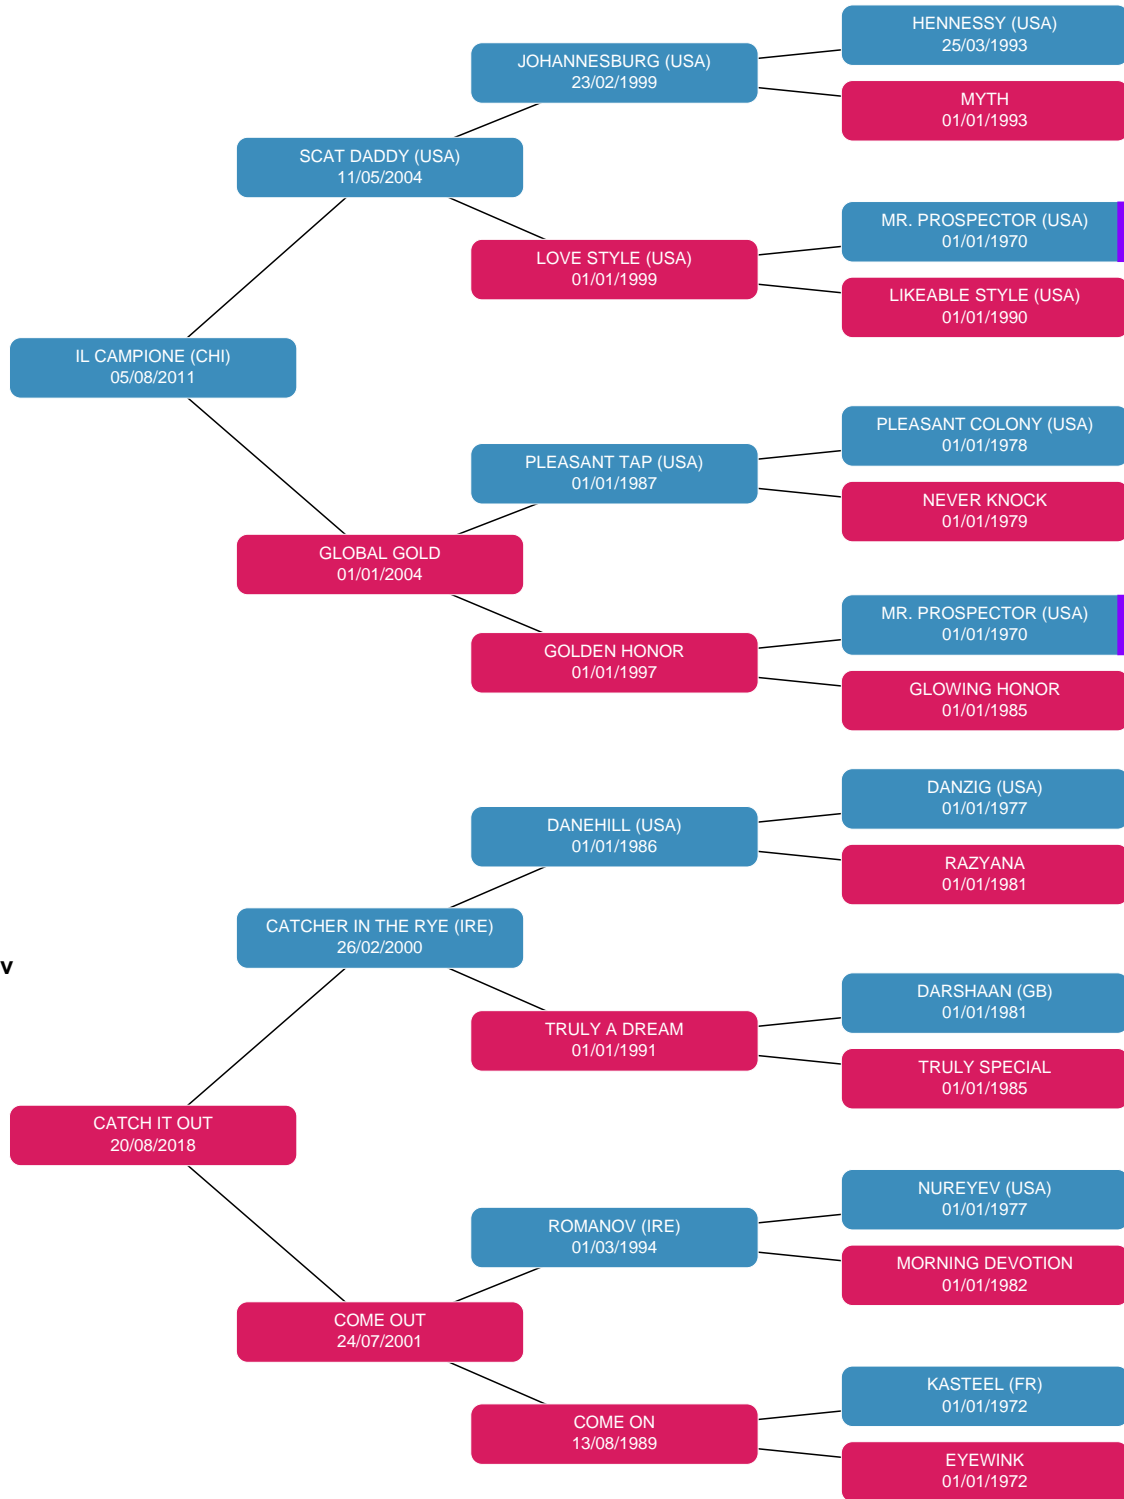 HENNESSY (USA)
25/03/1993
JOHANNESBURG (USA)
23/02/1999
MYTH
01/01/1993
SCAT DADDY (USA)
11/05/2004
MR. PROSPECTOR (USA)
01/01/1970
LOVE STYLE (USA)
01/01/1999
LIKEABLE STYLE (USA)
01/01/1990
IL CAMPIONE (CHI)
05/08/2011
PLEASANT COLONY (USA)
01/01/1978
PLEASANT TAP (USA)
01/01/1987
NEVER KNOCK
01/01/1979
GLOBAL GOLD
01/01/2004
MR. PROSPECTOR (USA)
01/01/1970
GOLDEN HONOR
01/01/1997
GLOWING HONOR
01/01/1985
DANZIG (USA)
01/01/1977
DANEHILL (USA)
01/01/1986
RAZYANA
01/01/1981
CATCHER IN THE RYE (IRE)
26/02/2000
v
DARSHAAN (GB)
01/01/1981
TRULY A DREAM
01/01/1991
TRULY SPECIAL
01/01/1985
CATCH IT OUT
20/08/2018
NUREYEV (USA)
01/01/1977
ROMANOV (IRE)
01/03/1994
MORNING DEVOTION
01/01/1982
COME OUT
24/07/2001
KASTEEL (FR)
01/01/1972
COME ON
13/08/1989
EYEWINK
01/01/1972